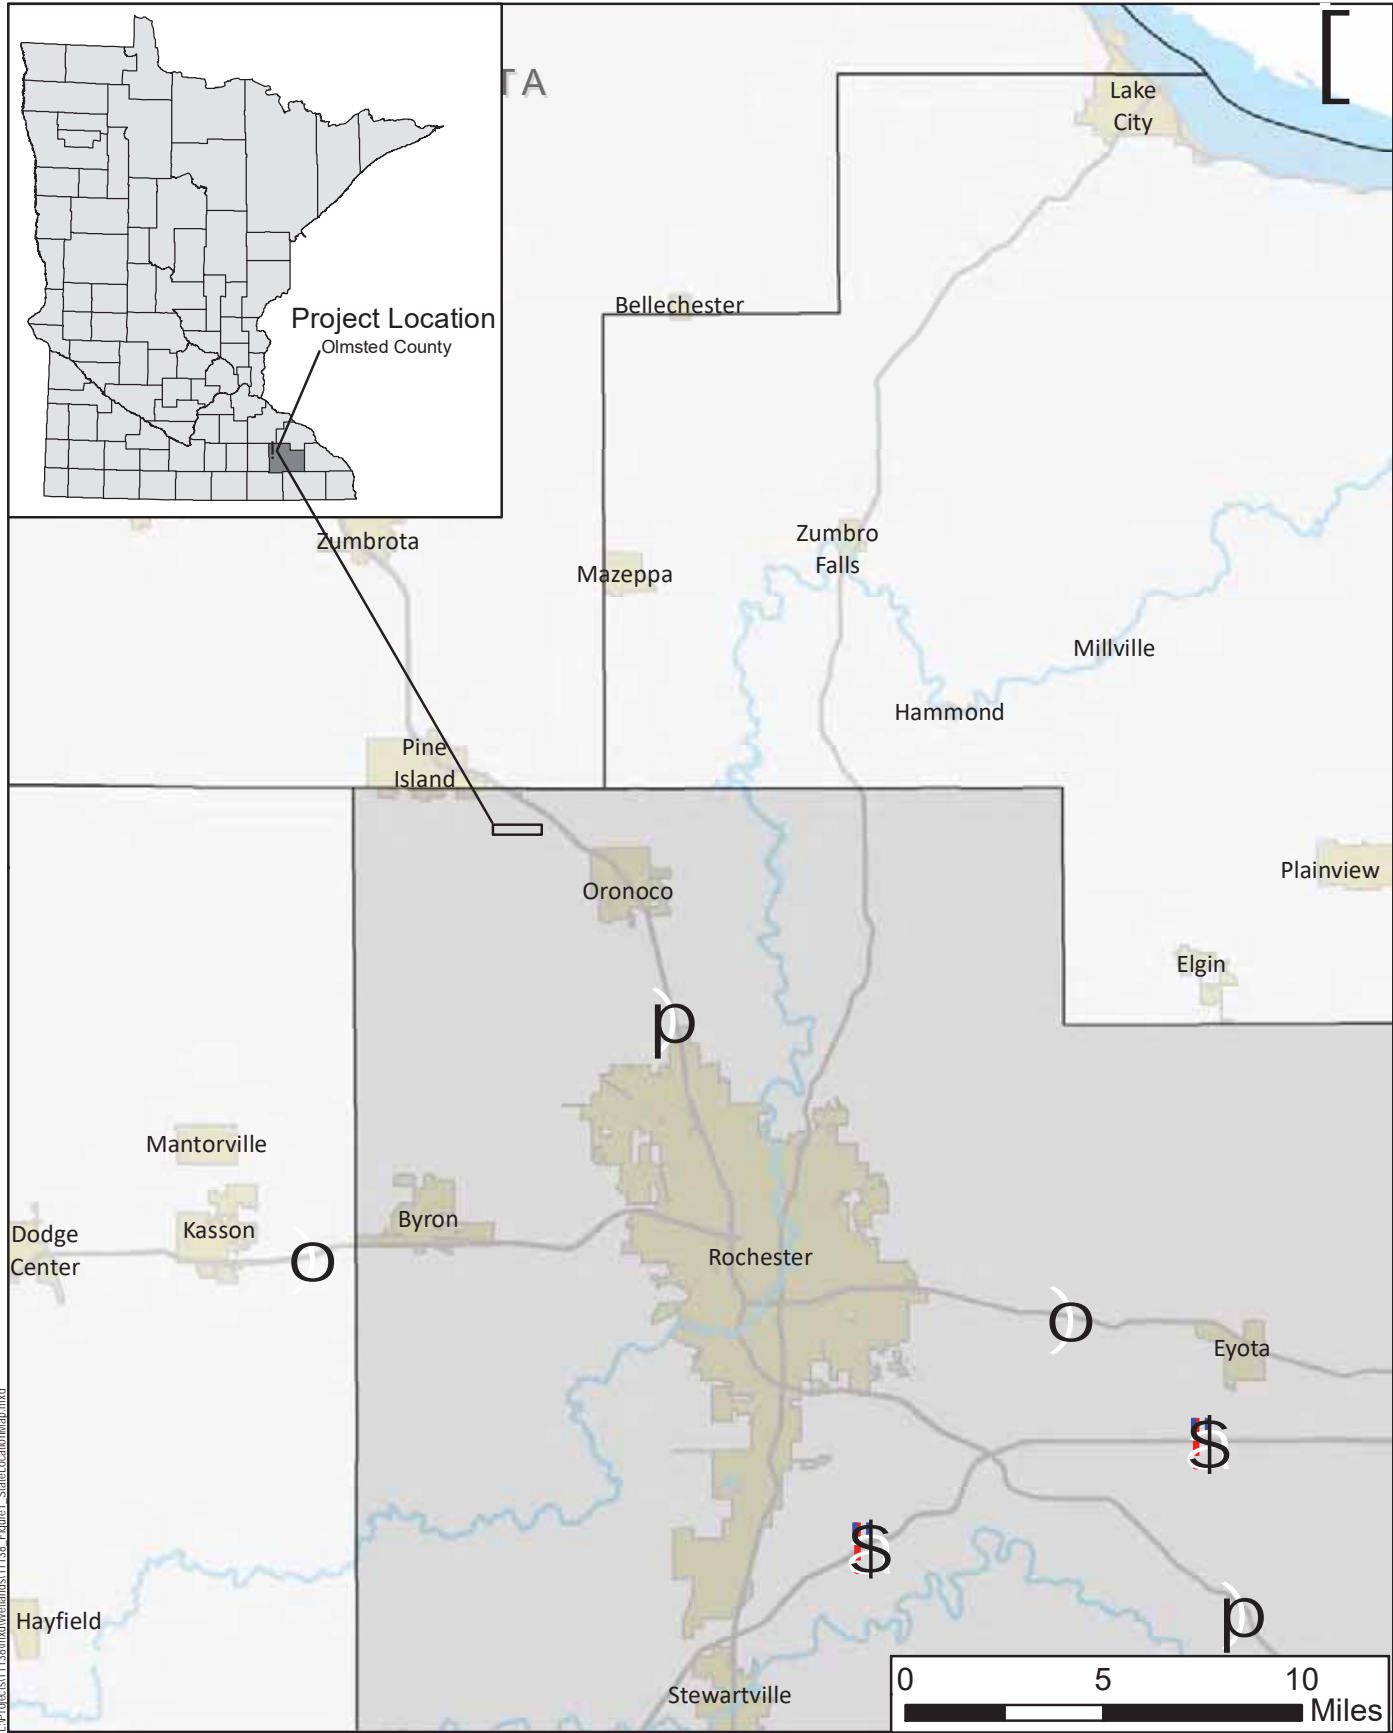 TA
[
Lake
City
Project Location
Olmsted County
Bellechester
Zumbrota
Mazeppa
Zumbro
Falls
Millville
Hammond
Pine
Island
Oronoco
Plainview
Elgin
p
Mantorville
Dodge
Center
Kasson
Byron
Rochester
o
o
Eyota
$
$
p
Hayfield
Stewartville
0 5 10
Miles